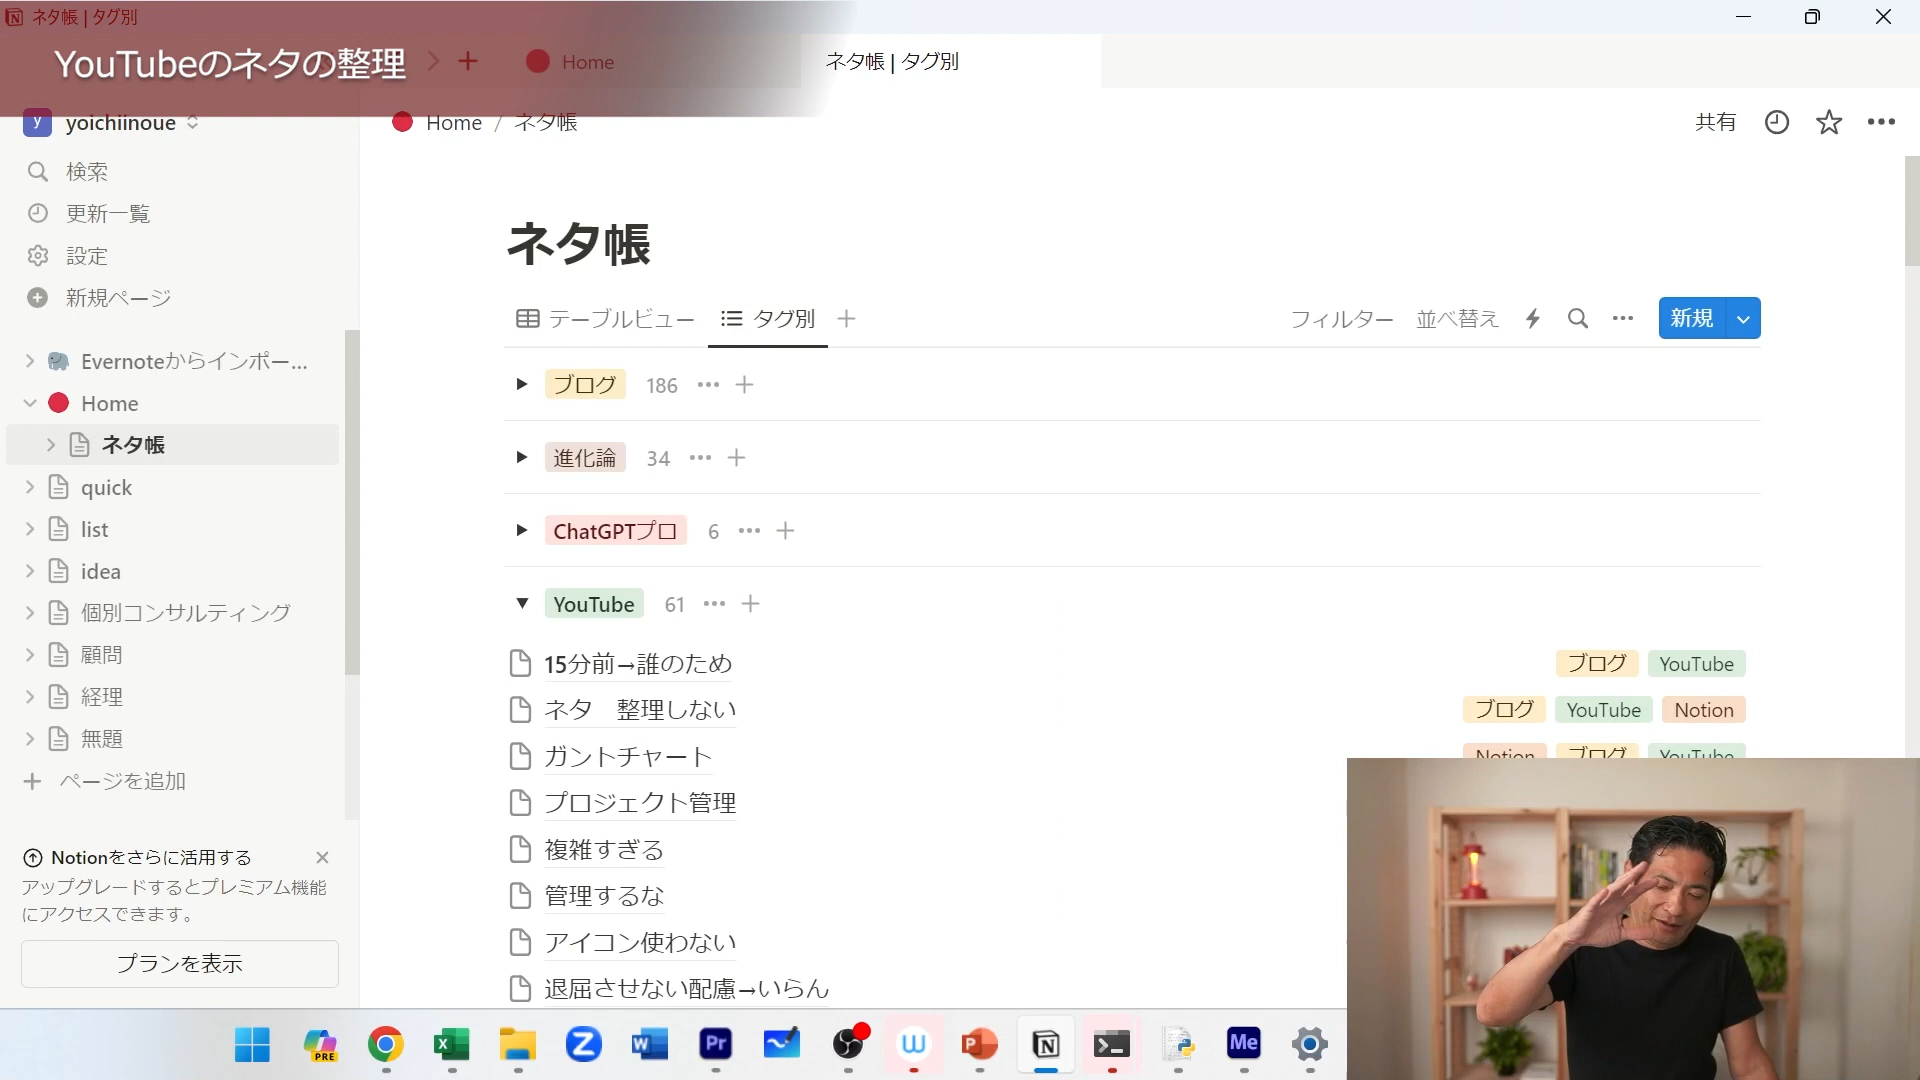 ネタ帳 | タグ別
YouTubeのネタの整理
Home
ネタ帳 | タグ別
y yoichiinoue
Home / ネタ帳
共有
検索
更新一覧
設定
新規ページ
Evernoteからインポー...
Home
ネタ帳
quick
list
idea
個別コンサルティング
顧問
経理
無題
ページを追加
Notionをさらに活用する
アップグレードするとプレミアム機能
にアクセスできます。
プランを表示
ネタ帳
テーブルビュー タグ別
フィルター 並べ替え 新規
ブログ 186
進化論 34
ChatGPTプロ 6
YouTube 61
15分前→誰のため ブログ YouTube
ネタ　整理しない ブログ YouTube Notion
ガントチャート Notion ブログ YouTube
プロジェクト管理
複雑すぎる
管理するな
アイコン使わない
退屈させない配慮→いらん
PRE
X
Z
W
Pr
W
P
N
Me